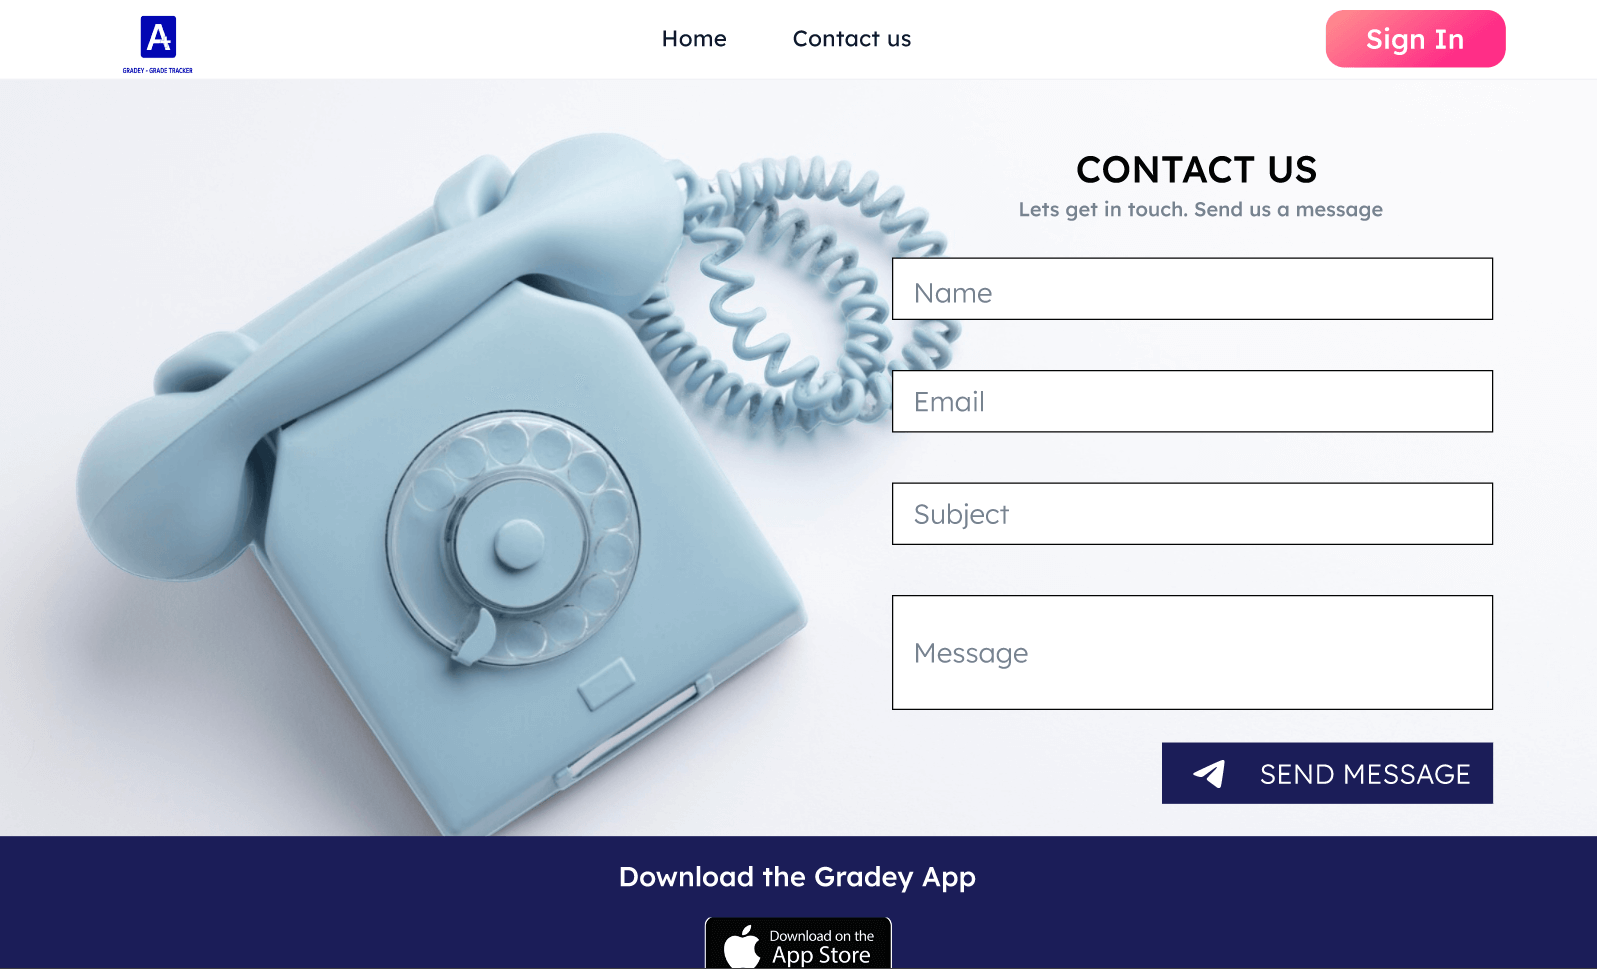 A+
GRADEY - GRADE TRACKER
Home
Contact us
Sign In
CONTACT US
Lets get in touch. Send us a message
Name
Email
Subject
Message
SEND MESSAGE
Download the Gradey App
Download on the
App Store